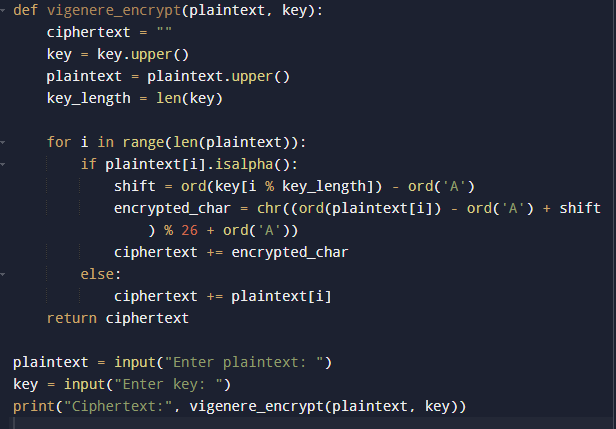 def vigenere_encrypt(plaintext, key):
    ciphertext = ""
    key = key.upper()
    plaintext = plaintext.upper()
    key_length = len(key)

    for i in range(len(plaintext)):
        if plaintext[i].isalpha():
            shift = ord(key[i % key_length]) - ord('A')
            encrypted_char = chr((ord(plaintext[i]) - ord('A') + shift
                ) % 26 + ord('A'))
            ciphertext += encrypted_char
        else:
            ciphertext += plaintext[i]
    return ciphertext

plaintext = input("Enter plaintext: ")
key = input("Enter key: ")
print("Ciphertext:", vigenere_encrypt(plaintext, key))